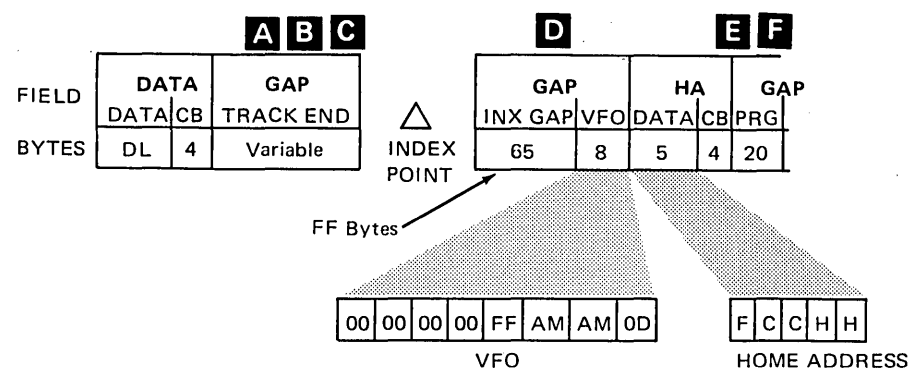 A B C D E F
FIELD DATA GAP GAP HA GAP
DATA CB TRACK END INX GAP VFO DATA CB PRG
BYTES DL 4 Variable 65 8 5 4 20
INDEX
POINT
FF Bytes
00 00 00 00 FF AM AM 0D F C C H H
VFO HOME ADDRESS